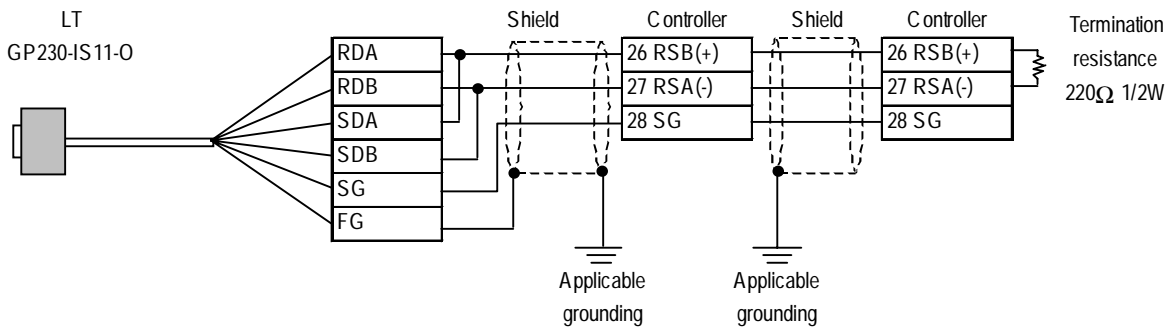 LT
GP230-IS11-O
RDA
RDB
SDA
SDB
SG
FG
Shield
Controller
26 RSB(+)
27 RSA(-)
28 SG
Shield
Controller
26 RSB(+)
27 RSA(-)
28 SG
Termination
resistance
220Ω 1/2W
Applicable
grounding
Applicable
grounding